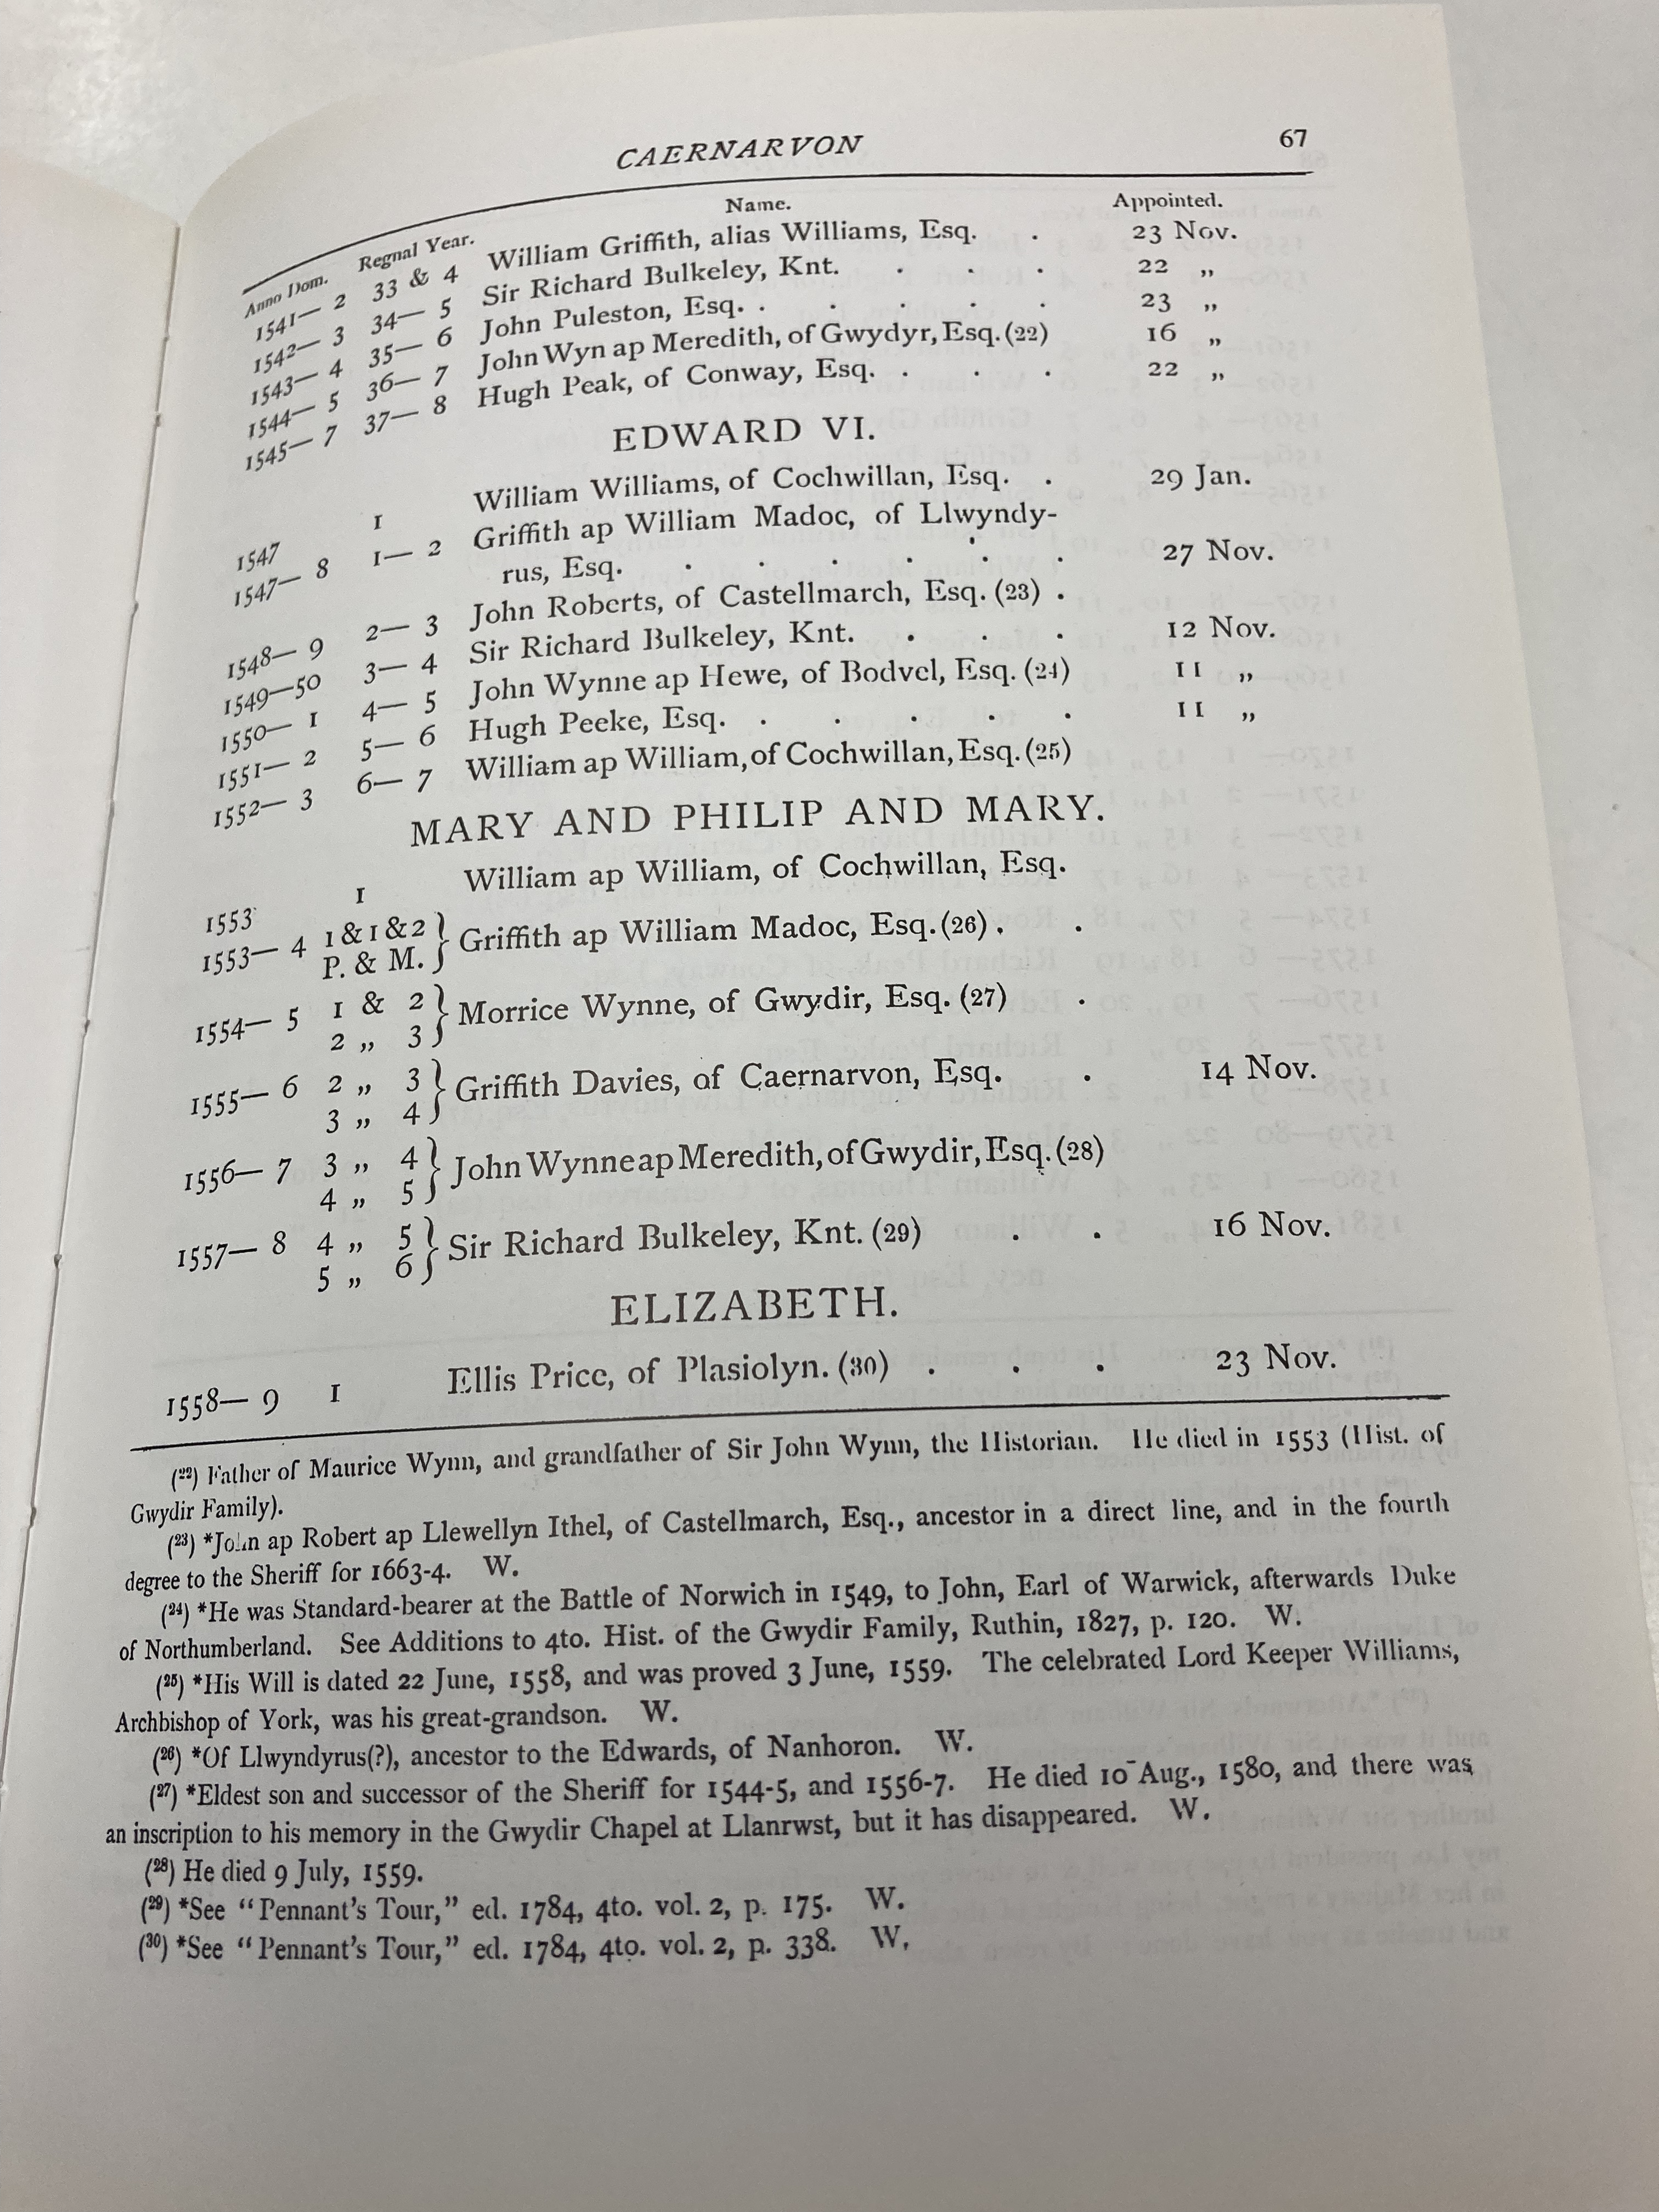 CAERNARVON 67
Anno Dom. Regnal Year. Name. Appointed.
1541— 2 33 & 4 William Griffith, alias Williams, Esq. . 23 Nov.
1542— 3 34— 5 Sir Richard Bulkeley, Knt. . . . 22 „
1543— 4 35— 6 John Puleston, Esq. . . . . . 23 „
1544— 5 36— 7 John Wyn ap Meredith, of Gwydyr, Esq. (22) 16 „
1545— 7 37— 8 Hugh Peak, of Conway, Esq. . . . 22 „
EDWARD VI.
1547 1 William Williams, of Cochwillan, Esq. . 29 Jan.
1547— 8 1— 2 Griffith ap William Madoc, of Llwyndy-
rus, Esq. . . . . . . 27 Nov.
1548— 9 2— 3 John Roberts, of Castellmarch, Esq. (23) .
1549—50 3— 4 Sir Richard Bulkeley, Knt. . . . 12 Nov.
1550— 1 4— 5 John Wynne ap Hewe, of Bodvel, Esq. (24) 11 „
1551— 2 5— 6 Hugh Peeke, Esq. . . . . . 11 „
1552— 3 6— 7 William ap William, of Cochwillan, Esq. (25)
MARY AND PHILIP AND MARY.
1553 1 William ap William, of Cochwillan, Esq.
1553— 4 1 & 1 & 2 } Griffith ap William Madoc, Esq. (26) . .
P. & M.
1554— 5 1 & 2 } Morrice Wynne, of Gwydir, Esq. (27) .
2 „ 3
1555— 6 2 „ 3 } Griffith Davies, of Caernarvon, Esq. . 14 Nov.
3 „ 4
1556— 7 3 „ 4 } John Wynne ap Meredith, of Gwydir, Esq. (28)
4 „ 5
1557— 8 4 „ 5 } Sir Richard Bulkeley, Knt. (29) . . 16 Nov.
5 „ 6
ELIZABETH.
1558— 9 1 Ellis Price, of Plasiolyn. (30) . . . 23 Nov.
(22) Father of Maurice Wynn, and grandfather of Sir John Wynn, the Historian. He died in 1553 (Hist. of
Gwydir Family).
(23) *John ap Robert ap Llewellyn Ithel, of Castellmarch, Esq., ancestor in a direct line, and in the fourth
degree to the Sheriff for 1663-4. W.
(24) *He was Standard-bearer at the Battle of Norwich in 1549, to John, Earl of Warwick, afterwards Duke
of Northumberland. See Additions to 4to. Hist. of the Gwydir Family, Ruthin, 1827, p. 120. W.
(25) *His Will is dated 22 June, 1558, and was proved 3 June, 1559. The celebrated Lord Keeper Williams,
Archbishop of York, was his great-grandson. W.
(26) *Of Llwyndyrus(?), ancestor to the Edwards, of Nanhoron. W.
(27) *Eldest son and successor of the Sheriff for 1544-5, and 1556-7. He died 10 Aug., 1580, and there was
an inscription to his memory in the Gwydir Chapel at Llanrwst, but it has disappeared. W.
(28) He died 9 July, 1559.
(29) *See "Pennant's Tour," ed. 1784, 4to. vol. 2, p. 175. W.
(30) *See "Pennant's Tour," ed. 1784, 4to. vol. 2, p. 338. W.